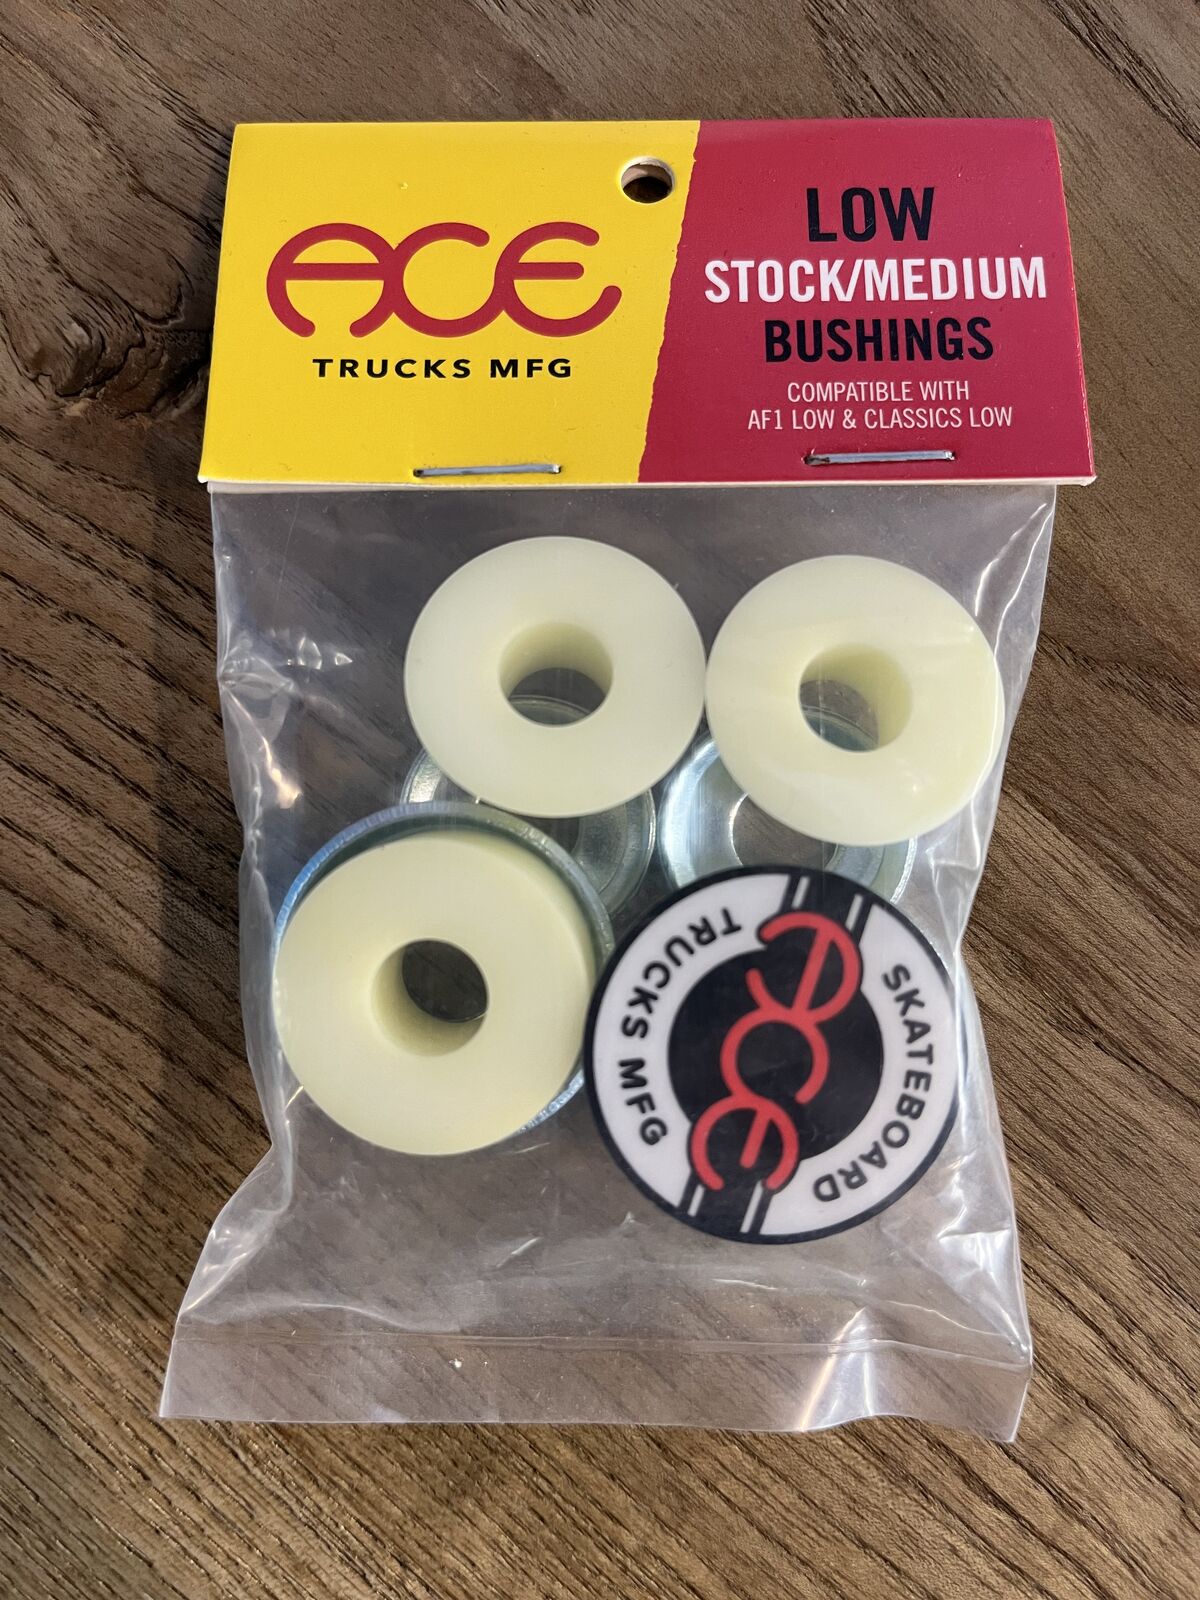 ACE
TRUCKS MFG
LOW
STOCK/MEDIUM
BUSHINGS
COMPATIBLE WITH
AF1 LOW & CLASSICS LOW
TRUCKS MFG
ACE
SKATEBOARD